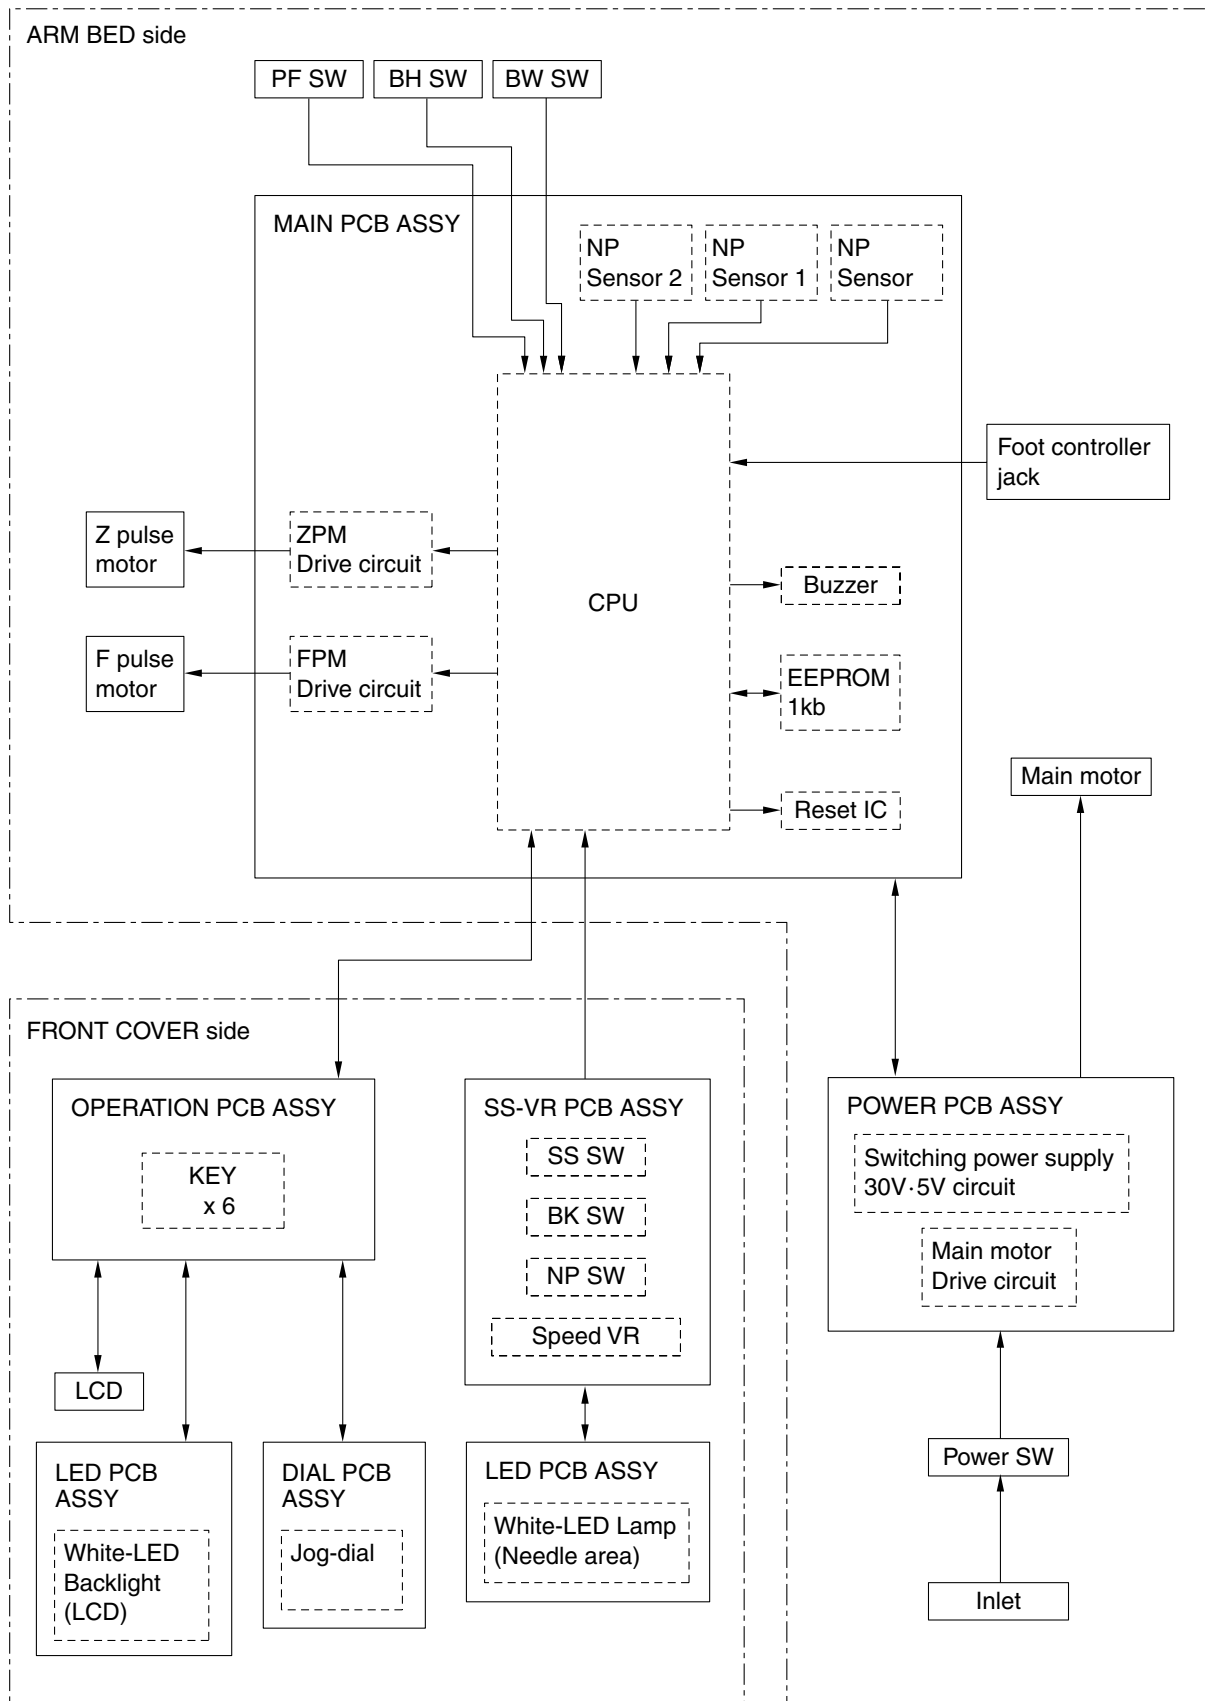 ARM BED side
PF SW
BH SW
BW SW
MAIN PCB ASSY
NP
Sensor 2
NP
Sensor 1
NP
Sensor
Foot controller
jack
Z pulse
motor
ZPM
Drive circuit
CPU
Buzzer
F pulse
motor
FPM
Drive circuit
EEPROM
1kb
Main motor
Reset IC
FRONT COVER side
OPERATION PCB ASSY
KEY
x 6
SS-VR PCB ASSY
SS SW
BK SW
NP SW
Speed VR
POWER PCB ASSY
Switching power supply
30V·5V circuit
Main motor
Drive circuit
LCD
LED PCB
ASSY
White-LED
Backlight
(LCD)
DIAL PCB
ASSY
Jog-dial
LED PCB ASSY
White-LED Lamp
(Needle area)
Power SW
Inlet